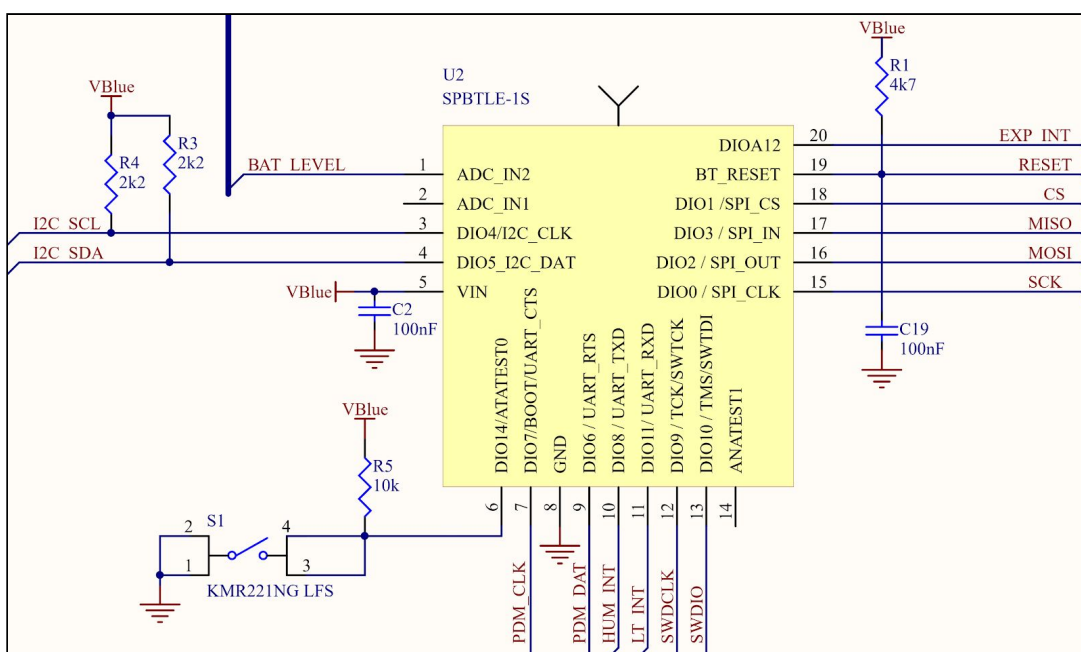 VBlue
R1
4k7
U2
SPBTLE-1S
VBlue
R4
2k2
R3
2k2
BAT_LEVEL
I2C_SCL
I2C_SDA
VBlue
C2
100nF
1
2
3
4
5
ADC_IN2
ADC_IN1
DIO4/I2C_CLK
DIO5_I2C_DAT
VIN
DIOA12
BT_RESET
DIO1 /SPI_CS
DIO3 / SPI_IN
DIO2 / SPI_OUT
DIO0 / SPI_CLK
20
19
18
17
16
15
EXP_INT
RESET
CS
MISO
MOSI
SCK
C19
100nF
DIO14/ATATEST0
DIO7/BOOT/UART_CTS
GND
DIO6 / UART_RTS
DIO8 / UART_TXD
DIO11/ UART_RXD
DIO9 / TCK/SWTCK
DIO10 / TMS/SWTDI
ANATEST1
6
7
8
9
10
11
12
13
14
VBlue
R5
10k
S1
2
1
4
3
KMR221NG LFS
PDM_CLK
PDM_DAT
HUM_INT
LT_INT
SWDCLK
SWDIO